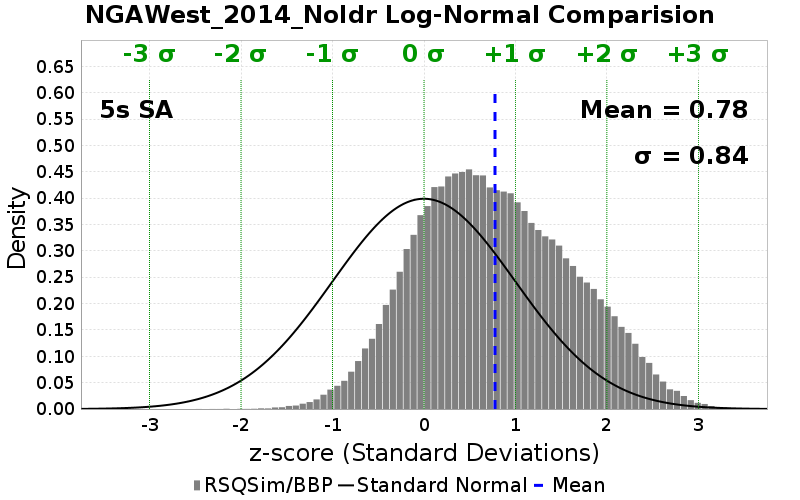 NGAWest_2014_NoIdr Log-Normal Comparision
-3 σ -2 σ -1 σ 0 σ +1 σ +2 σ +3 σ
5s SA
Mean = 0.78
σ = 0.84
Density
0.65
0.60
0.55
0.50
0.45
0.40
0.35
0.30
0.25
0.20
0.15
0.10
0.05
0.00
-3 -2 -1 0 1 2 3
z-score (Standard Deviations)
RSQSim/BBP Standard Normal Mean